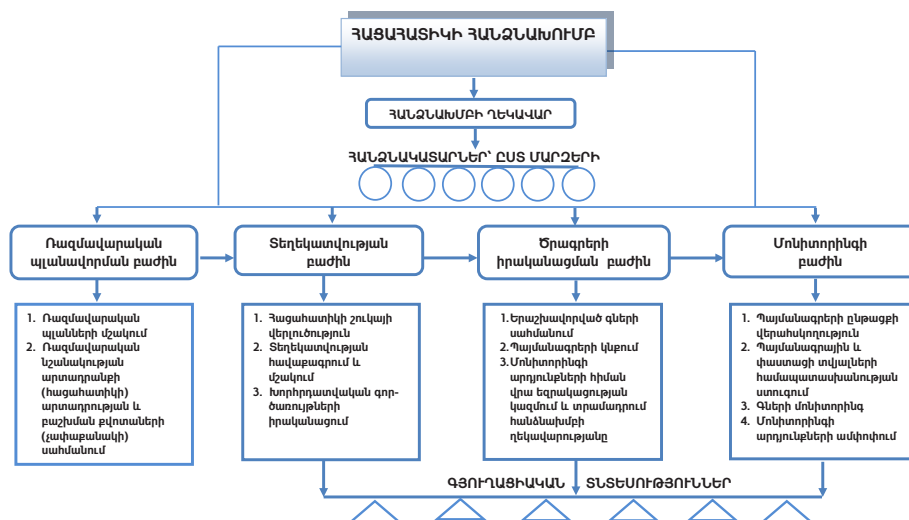 ՀԱՑԱՀԱՏԻԿԻ ՀԱՆՁՆԱԽՈՒՄԲ
ՀԱՆՁՆԱԽՄԲԻ ՂԵԿԱՎԱՐ
ՀԱՆՁՆԱԿԱՏԱՐՆԵՐ՝ ԸՍՏ ՄԱՐԶԵՐԻ
Ռազմավարական
պլանավորման բաժին
Տեղեկատվության
բաժին
Ծրագրերի
իրականացման բաժին
Մոնիտորինգի
բաժին
1. Ռազմավարական
պլանների մշակում
2. Ռազմավարական
նշանակության
արտադրանքի
(հացահատիկի)
արտադրության և
բաշխման քվոտաների
(չափաքանակի)
սահմանում
1. Հացահատիկի շուկայի
վերլուծություն
2. Տեղեկատվության
հավաքագրում և
մշակում
3. Խորհրդատվական գոր-
ծառույթների
իրականացում
1.Երաշխավորված գների
սահմանում
2.Պայմանագրերի կնքում
3.Մոնիտորինգի
արդյունքների հիման
վրա եզրակացության
կազմում և տրամադրում
հանձնախմբի
ղեկավարությանը
1. Պայմանագրերի ընթացքի
վերահսկողություն
2. Պայմանագրային և
փաստացի տվյալների
համապատասխանության
ստուգում
3. Գների մոնիտորինգ
4. Մոնիտորինգի
արդյունքների ամփոփում
ԳՅՈՒՂԱՑԻԱԿԱՆ ՏՆՏԵՍՈՒԹՅՈՒՆՆԵՐ